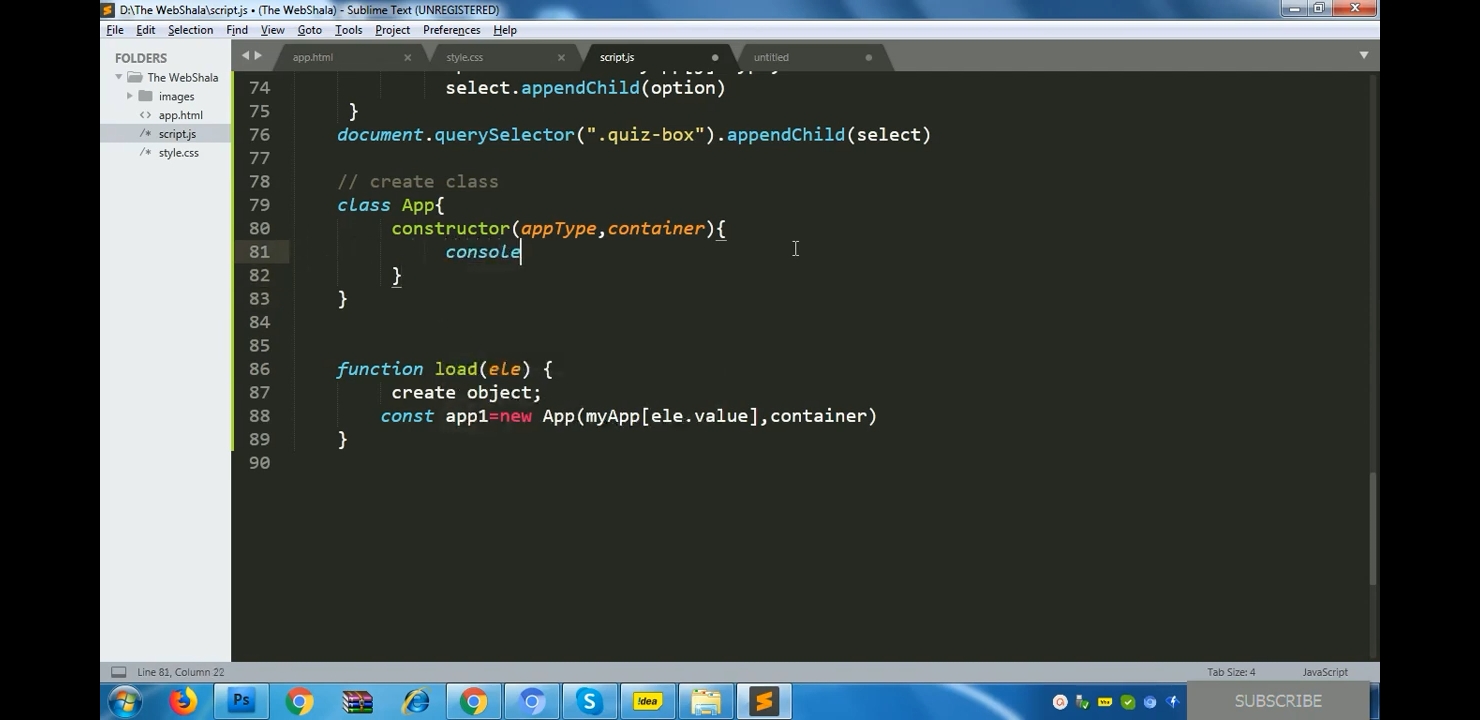 D:\The WebShala\script.js • (The WebShala) - Sublime Text (UNREGISTERED)
File Edit Selection Find View Goto Tools Project Preferences Help
FOLDERS
The WebShala
images
app.html
script.js
style.css
app.html style.css script.js untitled
74 select.appendChild(option)
75 }
76 document.querySelector(".quiz-box").appendChild(select)
77
78 // create class
79 class App{
80 constructor(appType,container){
81 console
82 }
83 }
84
85
86 function load(ele) {
87 create object;
88 const app1=new App(myApp[ele.value],container)
89 }
90
Line 81, Column 22 Tab Size: 4 JavaScript
Ps !dea SUBSCRIBE